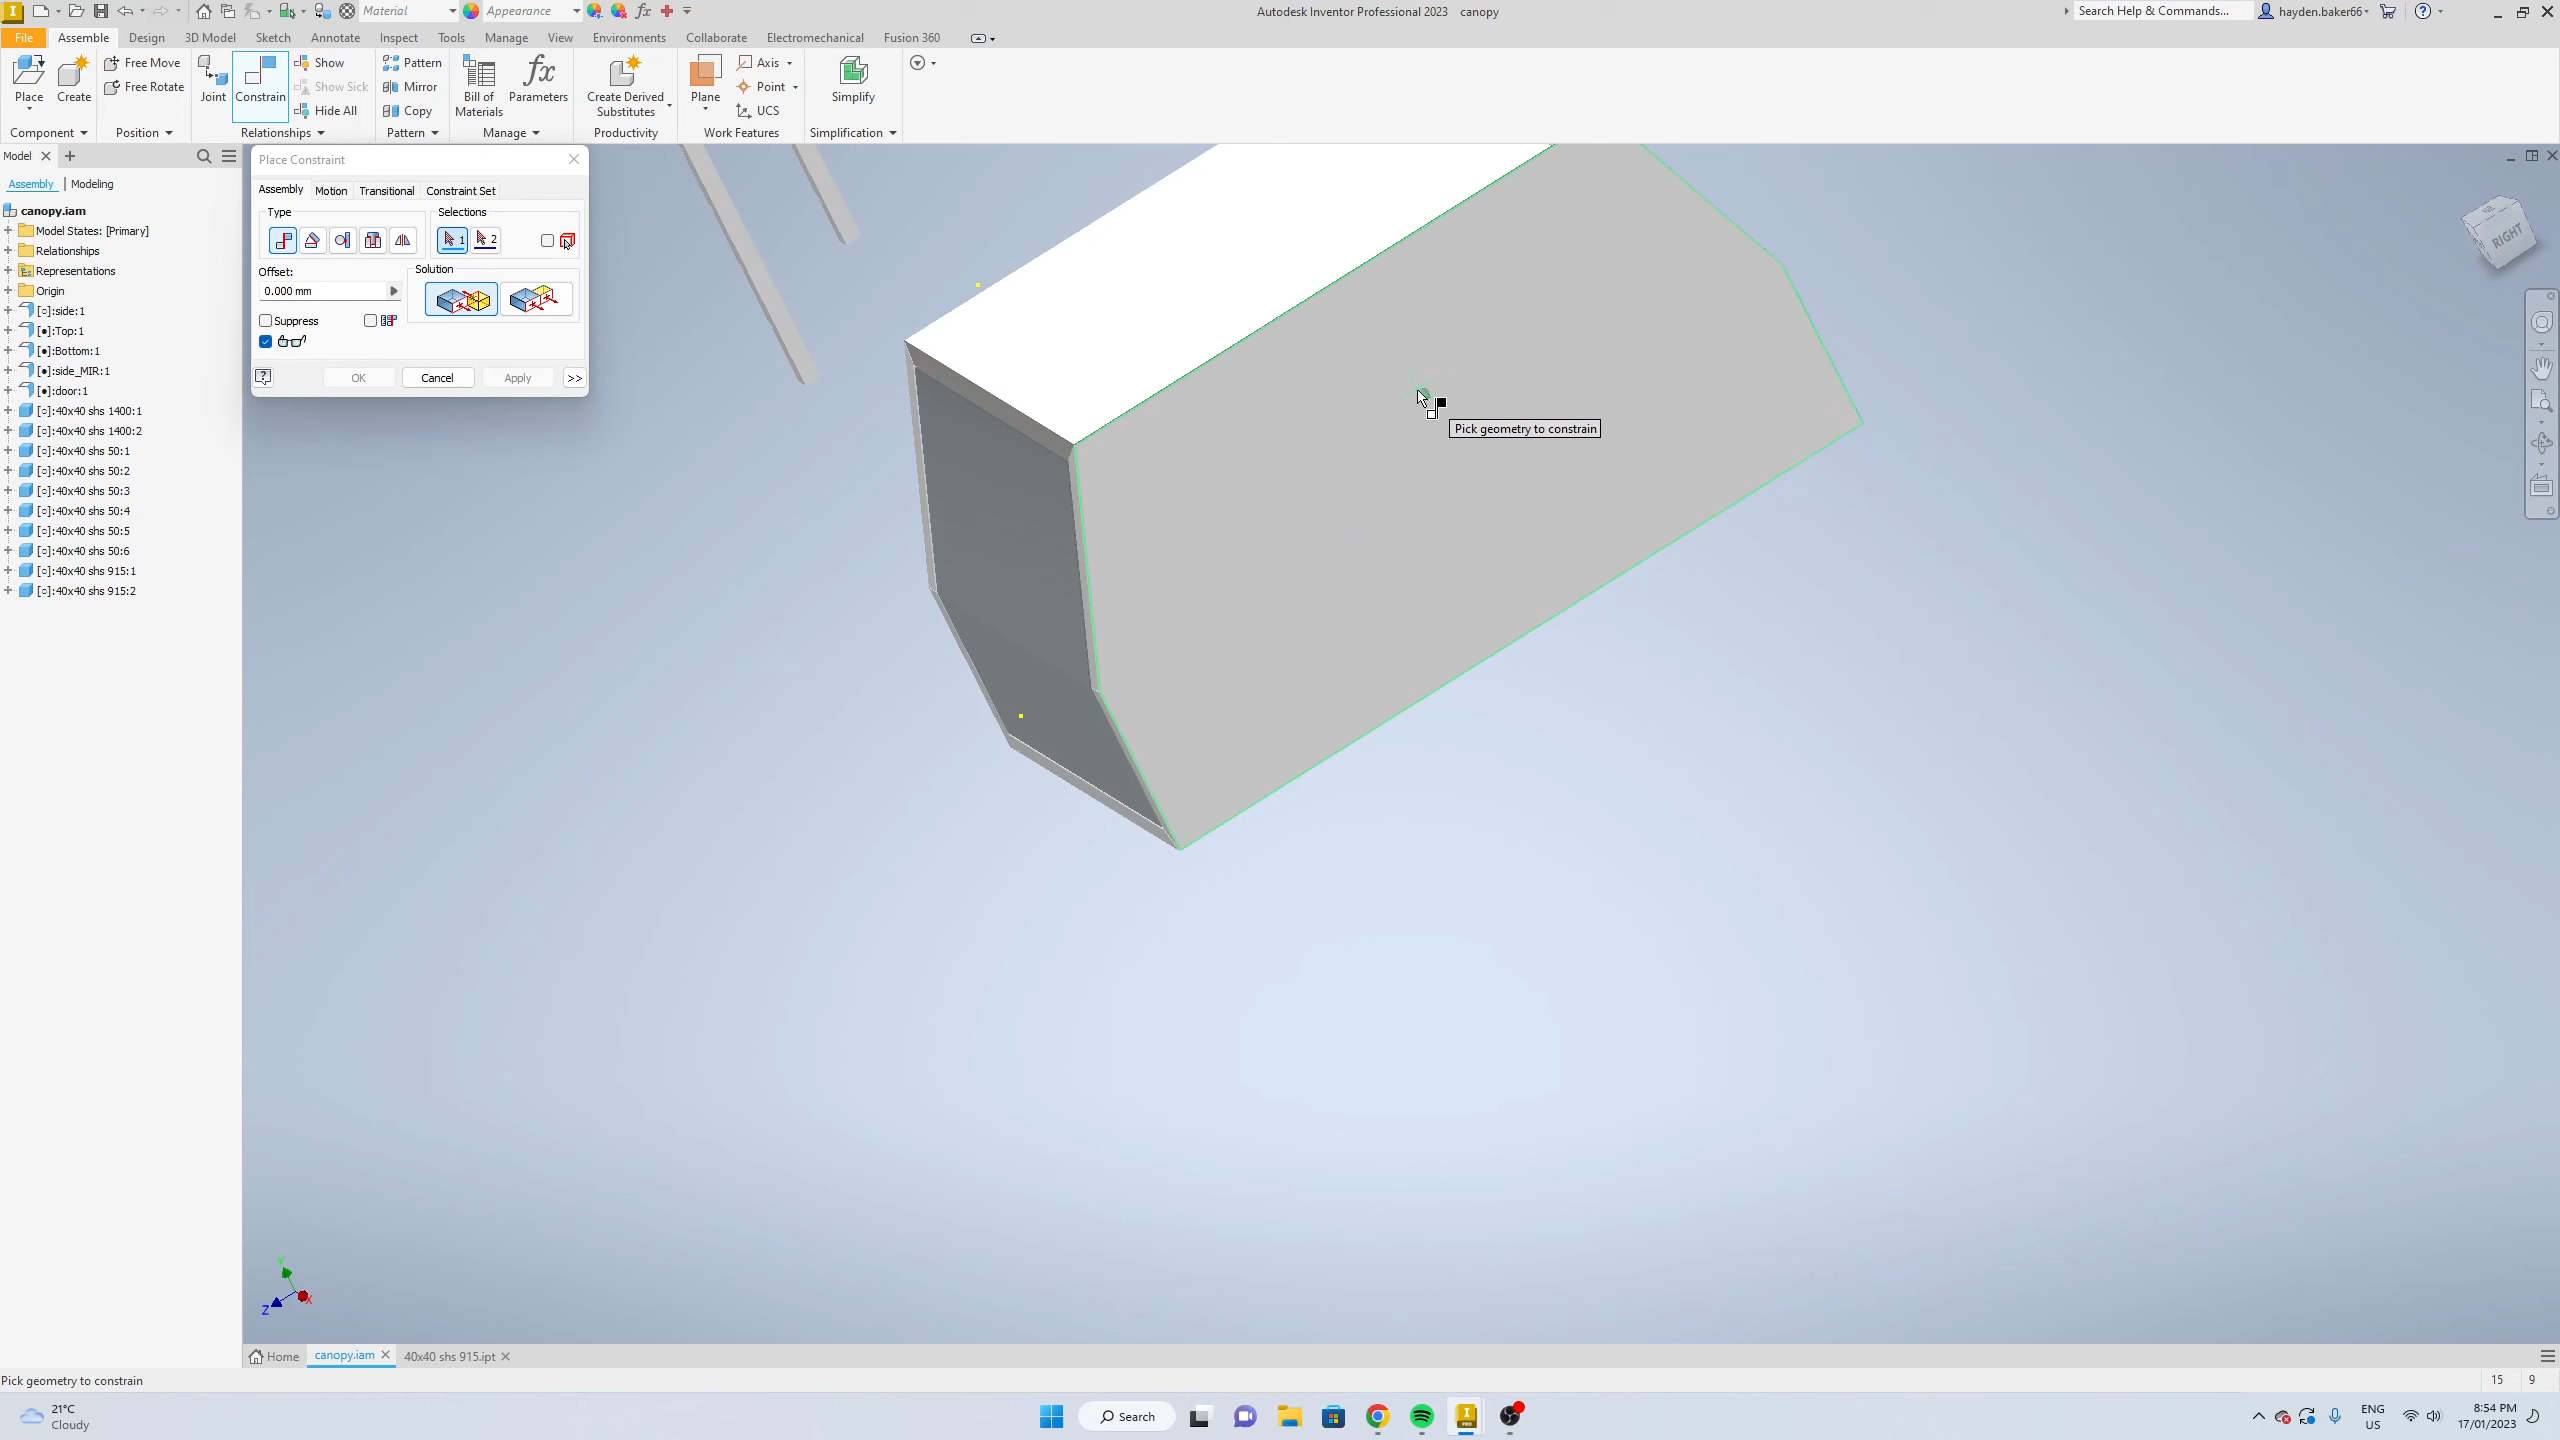 Material
Appearance
Autodesk Inventor Professional 2023 canopy
Search Help & Commands...
hayden.baker66
File Assemble Design 3D Model Sketch Annotate Inspect Tools Manage View Environments Collaborate Electromechanical Fusion 360
Place
Create
Free Move
Free Rotate
Joint
Constrain
Show
Show Sick
Hide All
Pattern
Mirror
Copy
Bill of
Materials
Parameters
Create Derived
Substitutes
Plane
Axis
Point
UCS
Simplify
Component
Position
Relationships
Pattern
Manage
Productivity
Work Features
Simplification
Model
Assembly Modeling
canopy.iam
Model States: [Primary]
Relationships
Representations
Origin
[○]:side:1
[●]:Top:1
[●]:Bottom:1
[●]:side_MIR:1
[●]:door:1
[○]:40x40 shs 1400:1
[○]:40x40 shs 1400:2
[○]:40x40 shs 50:1
[○]:40x40 shs 50:2
[○]:40x40 shs 50:3
[○]:40x40 shs 50:4
[○]:40x40 shs 50:5
[○]:40x40 shs 50:6
[○]:40x40 shs 915:1
[○]:40x40 shs 915:2
Place Constraint
Assembly Motion Transitional Constraint Set
Type
Selections
1
2
Offset:
0.000 mm
Solution
Suppress
OK
Cancel
Apply
>>
Pick geometry to constrain
RIGHT
Y
Z
X
Home
canopy.iam
40x40 shs 915.ipt
Pick geometry to constrain
15 9
21°C
Cloudy
Search
ENG
US
8:54 PM
17/01/2023